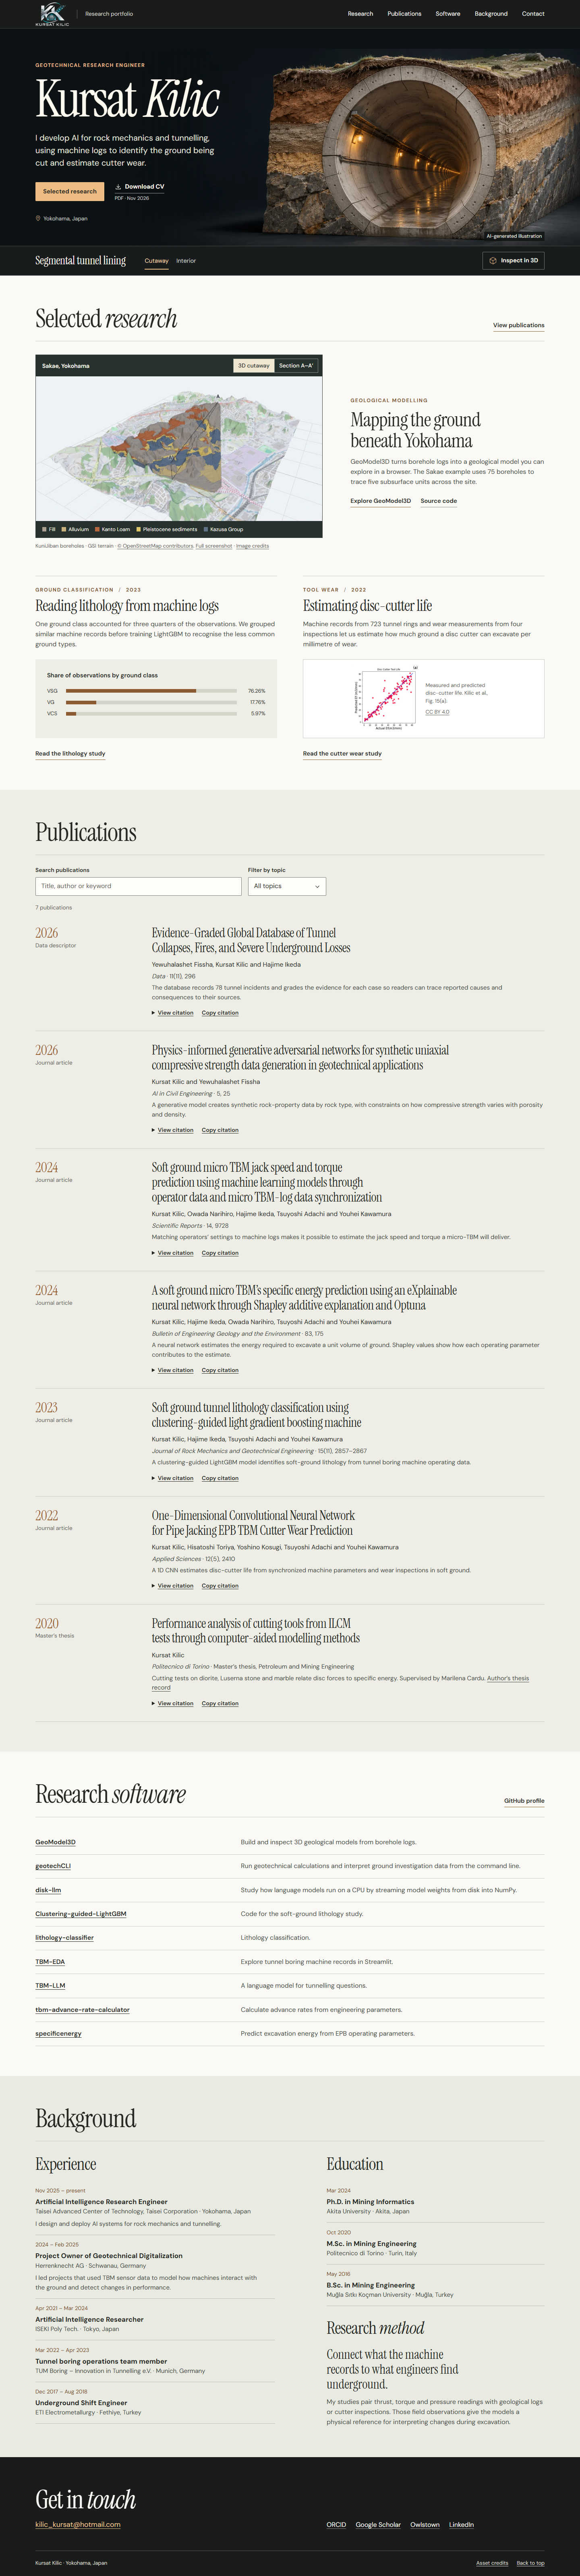 KURSAT KILIC
Research portfolio
Research
Publications
Software
Background
Contact
GEOTECHNICAL RESEARCH ENGINEER
Kursat Kilic
I develop AI for rock mechanics and tunnelling,
using machine logs to identify the ground being
cut and estimate cutter wear.
Selected research
Download CV
PDF · Nov 2026
Yokohama, Japan
AI-generated illustration
Segmental tunnel lining
Cutaway
Interior
Inspect in 3D
Selected research
View publications
Sakae, Yokohama
3D cutaway
Section A–A'
Fill
Alluvium
Kanto Loam
Pleistocene sediments
Kazusa Group
KuniJiban boreholes · GSI terrain · © OpenStreetMap contributors Full screenshot · Image credits
GEOLOGICAL MODELLING
Mapping the ground
beneath Yokohama
GeoModel3D turns borehole logs into a geological model you can
explore in a browser. The Sakae example uses 75 boreholes to
trace five subsurface units across the site.
Explore GeoModel3D
Source code
GROUND CLASSIFICATION / 2023
Reading lithology from machine logs
One ground class accounted for three quarters of the observations. We grouped
similar machine records before training LightGBM to recognise the less common
ground types.
Share of observations by ground class
VSG 76.26%
VG 17.76%
VCS 5.97%
Read the lithology study
TOOL WEAR / 2022
Estimating disc-cutter life
Machine records from 723 tunnel rings and wear measurements from four
inspections let us estimate how much ground a disc cutter can excavate per
millimetre of wear.
Measured and predicted
disc-cutter life. Kilic et al.,
Fig. 15(a).
CC BY 4.0
Read the cutter wear study
Publications
Search publications
Filter by topic
Title, author or keyword
All topics
7 publications
2026
Data descriptor
Evidence-Graded Global Database of Tunnel
Collapses, Fires, and Severe Underground Losses
Yewuhalashet Fissha, Kursat Kilic and Hajime Ikeda
Data · 11(11), 296
The database records 78 tunnel incidents and grades the evidence for each case so readers can trace reported causes and
consequences to their sources.
View citation
Copy citation
2026
Journal article
Physics-informed generative adversarial networks for synthetic uniaxial
compressive strength data generation in geotechnical applications
Kursat Kilic and Yewuhalashet Fissha
AI in Civil Engineering · 5, 25
A generative model creates synthetic rock-property data by rock type, with constraints on how compressive strength varies with porosity
and density.
View citation
Copy citation
2024
Journal article
Soft ground micro TBM jack speed and torque
prediction using machine learning models through
operator data and micro TBM-log data synchronization
Kursat Kilic, Owada Narihiro, Hajime Ikeda, Tsuyoshi Adachi and Youhei Kawamura
Scientific Reports · 14, 9728
Matching operators' settings to machine logs makes it possible to estimate the jack speed and torque a micro-TBM will deliver.
View citation
Copy citation
2024
Journal article
A soft ground micro TBM's specific energy prediction using an eXplainable
neural network through Shapley additive explanation and Optuna
Kursat Kilic, Hajime Ikeda, Owada Narihiro, Tsuyoshi Adachi and Youhei Kawamura
Bulletin of Engineering Geology and the Environment · 83, 175
A neural network estimates the energy required to excavate a unit volume of ground. Shapley values show how each operating parameter
contributes to the estimate.
View citation
Copy citation
2023
Journal article
Soft ground tunnel lithology classification using
clustering-guided light gradient boosting machine
Kursat Kilic, Hajime Ikeda, Tsuyoshi Adachi and Youhei Kawamura
Journal of Rock Mechanics and Geotechnical Engineering · 15(11), 2857–2867
A clustering-guided LightGBM model identifies soft-ground lithology from tunnel boring machine operating data.
View citation
Copy citation
2022
Journal article
One-Dimensional Convolutional Neural Network
for Pipe Jacking EPB TBM Cutter Wear Prediction
Kursat Kilic, Hisatoshi Toriya, Yoshino Kosugi, Tsuyoshi Adachi and Youhei Kawamura
Applied Sciences · 12(5), 2410
A 1D CNN estimates disc-cutter life from synchronized machine parameters and wear inspections in soft ground.
View citation
Copy citation
2020
Master's thesis
Performance analysis of cutting tools from ILCM
tests through computer-aided modelling methods
Kursat Kilic
Politecnico di Torino · Master's thesis, Petroleum and Mining Engineering
Cutting tests on diorite, Luserna stone and marble relate disc forces to specific energy. Supervised by Marilena Cardu. Author's thesis
record
View citation
Copy citation
Research software
GitHub profile
GeoModel3D
Build and inspect 3D geological models from borehole logs.
geotechCLI
Run geotechnical calculations and interpret ground investigation data from the command line.
disk-llm
Study how language models run on a CPU by streaming model weights from disk into NumPy.
Clustering-guided-LightGBM
Code for the soft-ground lithology study.
lithology-classifier
Lithology classification.
TBM-EDA
Explore tunnel boring machine records in Streamlit.
TBM-LLM
A language model for tunnelling questions.
tbm-advance-rate-calculator
Calculate advance rates from engineering parameters.
specificenergy
Predict excavation energy from EPB operating parameters.
Background
Experience
Nov 2025 – present
Artificial Intelligence Research Engineer
Taisei Advanced Center of Technology, Taisei Corporation · Yokohama, Japan
I design and deploy AI systems for rock mechanics and tunnelling.
2024 – Feb 2025
Project Owner of Geotechnical Digitalization
Herrenknecht AG · Schwanau, Germany
I led projects that used TBM sensor data to model how machines interact with
the ground and detect changes in performance.
Apr 2021 – Mar 2024
Artificial Intelligence Researcher
ISEKI Poly Tech. · Tokyo, Japan
Mar 2022 – Apr 2023
Tunnel boring operations team member
TUM Boring – Innovation in Tunnelling e.V. · Munich, Germany
Dec 2017 – Aug 2018
Underground Shift Engineer
ETI Electrometallurgy · Fethiye, Turkey
Education
Mar 2024
Ph.D. in Mining Informatics
Akita University · Akita, Japan
Oct 2020
M.Sc. in Mining Engineering
Politecnico di Torino · Turin, Italy
May 2016
B.Sc. in Mining Engineering
Muğla Sıtkı Koçman University · Muğla, Turkey
Research method
Connect what the machine
records to what engineers find
underground.
My studies pair thrust, torque and pressure readings with geological logs
or cutter inspections. Those field observations give the models a
physical reference for interpreting changes during excavation.
Get in touch
kilic_kursat@hotmail.com
ORCID
Google Scholar
Owlstown
LinkedIn
Kursat Kilic · Yokohama, Japan
Asset credits
Back to top